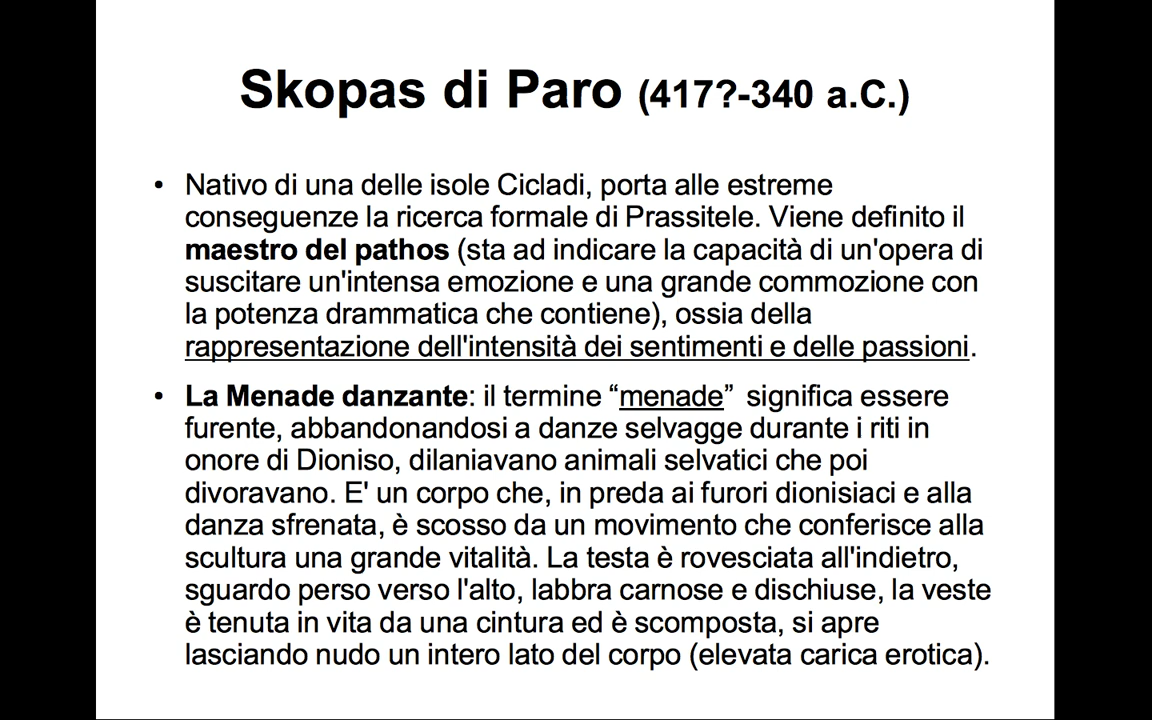 Skopas di Paro (417?-340 a.C.)
• Nativo di una delle isole Cicladi, porta alle estreme
conseguenze la ricerca formale di Prassitele. Viene definito il
maestro del pathos (sta ad indicare la capacità di un'opera di
suscitare un'intensa emozione e una grande commozione con
la potenza drammatica che contiene), ossia della
rappresentazione dell'intensità dei sentimenti e delle passioni.
• La Menade danzante: il termine “menade” significa essere
furente, abbandonandosi a danze selvagge durante i riti in
onore di Dioniso, dilaniavano animali selvatici che poi
divoravano. E' un corpo che, in preda ai furori dionisiaci e alla
danza sfrenata, è scosso da un movimento che conferisce alla
scultura una grande vitalità. La testa è rovesciata all'indietro,
sguardo perso verso l'alto, labbra carnose e dischiuse, la veste
è tenuta in vita da una cintura ed è scomposta, si apre
lasciando nudo un intero lato del corpo (elevata carica erotica).